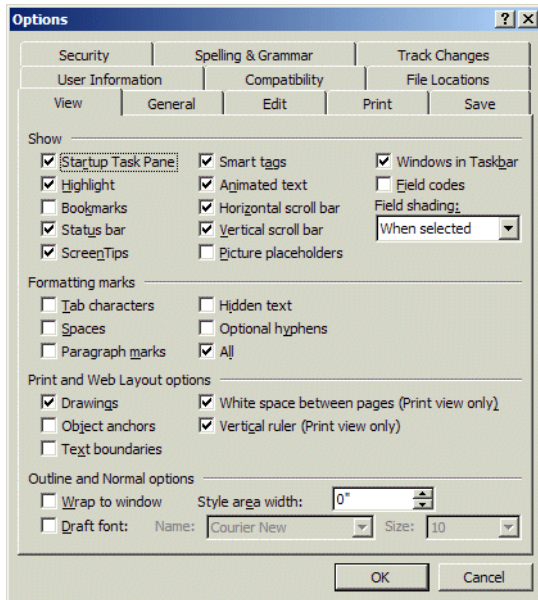 Options
Security Spelling & Grammar Track Changes
User Information Compatibility File Locations
View General Edit Print Save
Show
Startup Task Pane Smart tags Windows in Taskbar
Highlight Animated text Field codes
Bookmarks Horizontal scroll bar Field shading:
Status bar Vertical scroll bar When selected
ScreenTips Picture placeholders
Formatting marks
Tab characters Hidden text
Spaces Optional hyphens
Paragraph marks All
Print and Web Layout options
Drawings White space between pages (Print view only)
Object anchors Vertical ruler (Print view only)
Text boundaries
Outline and Normal options
Wrap to window Style area width: 0"
Draft font: Name: Courier New Size: 10
OK Cancel